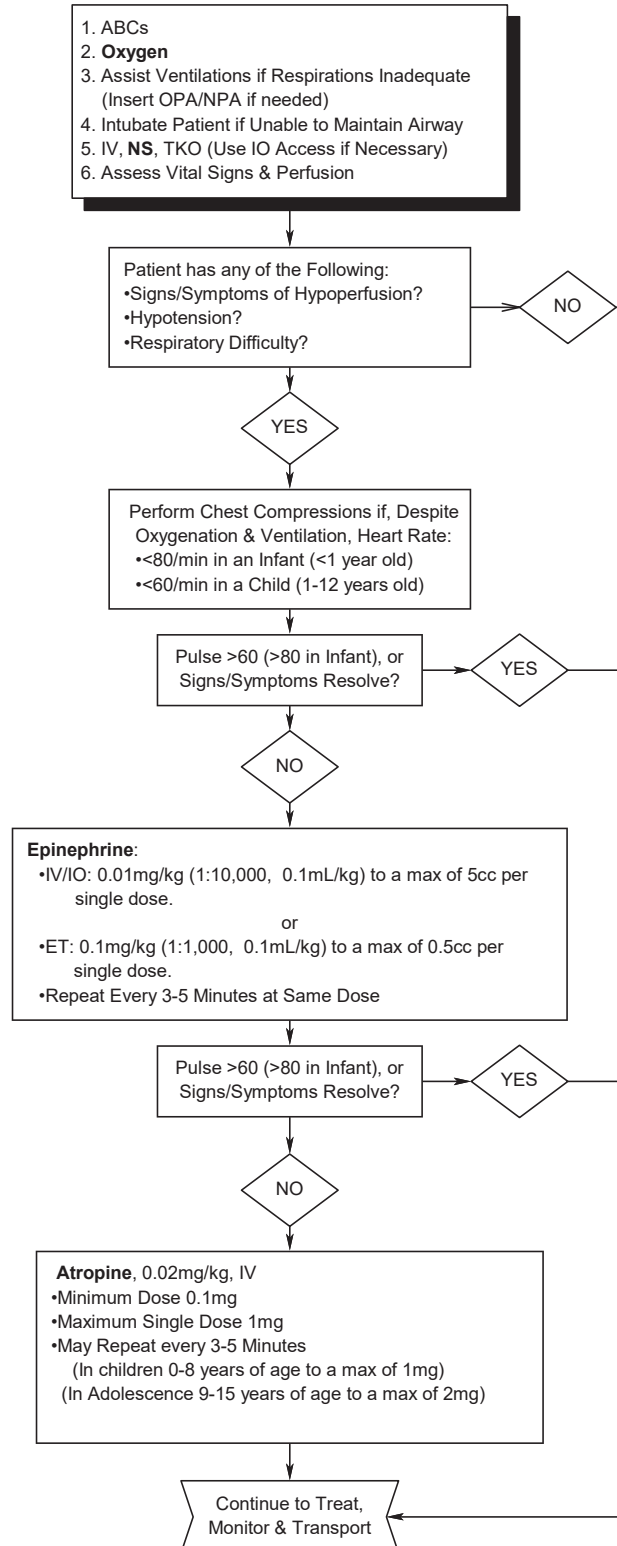 1. ABCs
2. Oxygen
3. Assist Ventilations if Respirations Inadequate
(Insert OPA/NPA if needed)
4. Intubate Patient if Unable to Maintain Airway
5. IV, NS, TKO (Use IO Access if Necessary)
6. Assess Vital Signs & Perfusion
Patient has any of the Following:
•Signs/Symptoms of Hypoperfusion?
•Hypotension?
•Respiratory Difficulty?
NO
YES
Perform Chest Compressions if, Despite
Oxygenation & Ventilation, Heart Rate:
•<80/min in an Infant (<1 year old)
•<60/min in a Child (1-12 years old)
Pulse >60 (>80 in Infant), or
Signs/Symptoms Resolve?
YES
NO
Epinephrine:
•IV/IO: 0.01mg/kg (1:10,000, 0.1mL/kg) to a max of 5cc per
single dose.
or
•ET: 0.1mg/kg (1:1,000, 0.1mL/kg) to a max of 0.5cc per
single dose.
•Repeat Every 3-5 Minutes at Same Dose
Pulse >60 (>80 in Infant), or
Signs/Symptoms Resolve?
YES
NO
Atropine, 0.02mg/kg, IV
•Minimum Dose 0.1mg
•Maximum Single Dose 1mg
•May Repeat every 3-5 Minutes
(In children 0-8 years of age to a max of 1mg)
(In Adolescence 9-15 years of age to a max of 2mg)
Continue to Treat,
Monitor & Transport